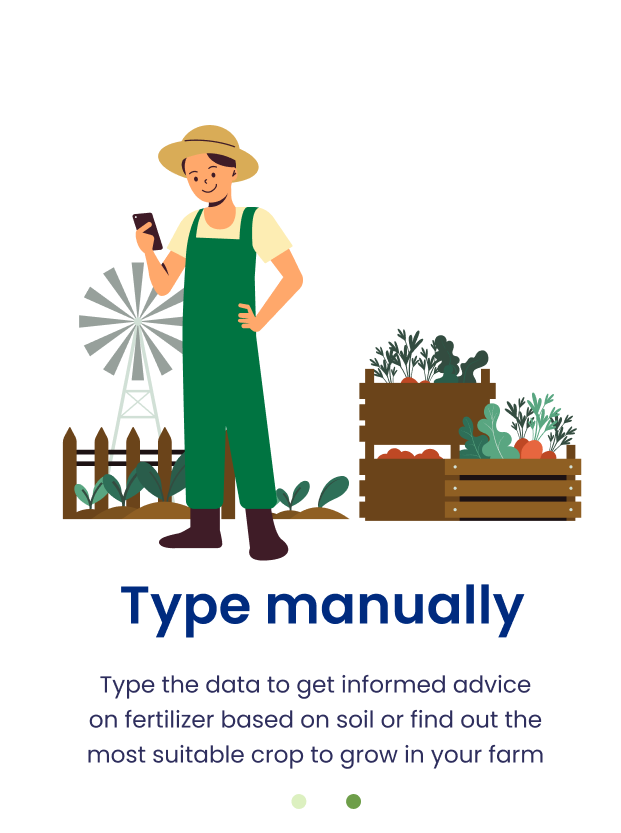 Type manually
Type the data to get informed advice
on fertilizer based on soil or find out the
most suitable crop to grow in your farm